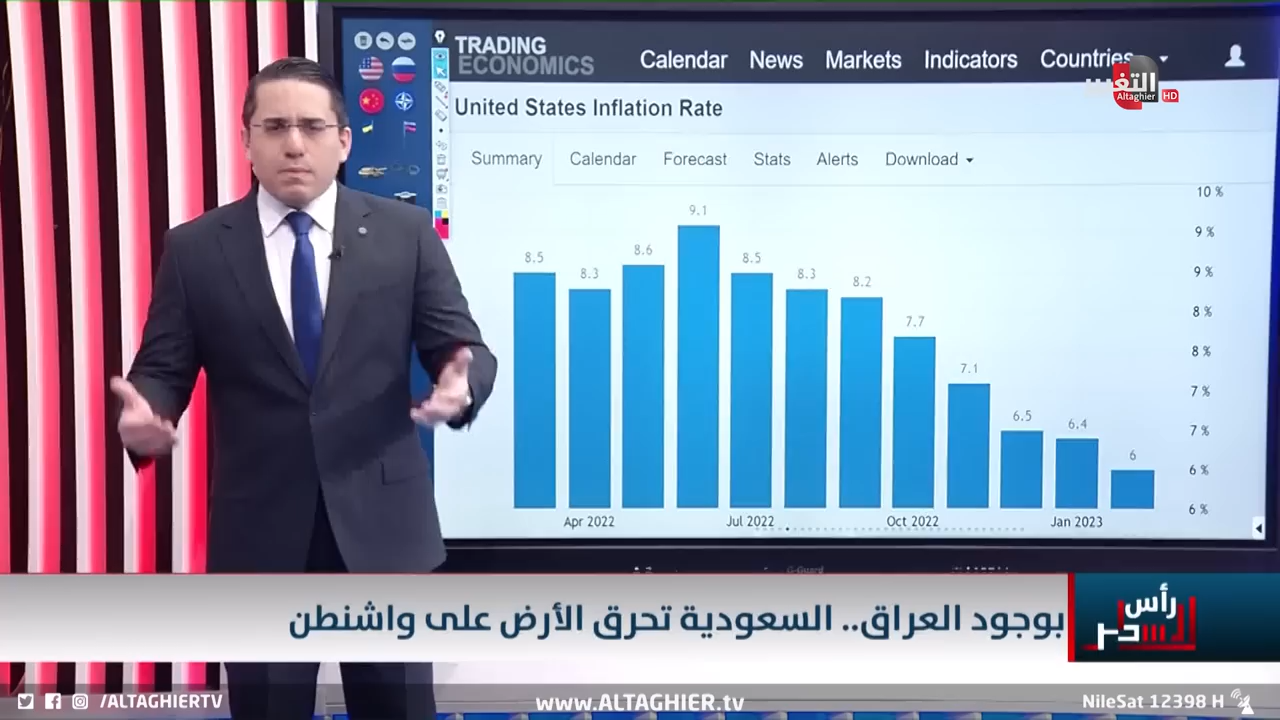 TRADING
ECONOMICS
Calendar News Markets Indicators Countries
التغيير
Altaghier HD
United States Inflation Rate
Summary Calendar Forecast Stats Alerts Download
10 %
9 %
9 %
8 %
8 %
7 %
7 %
6 %
6 %
8.5
8.3
8.6
9.1
8.5
8.3
8.2
7.7
7.1
6.5
6.4
6
Apr 2022
Jul 2022
Oct 2022
Jan 2023
رأس
السطر
بوجود العراق.. السعودية تحرق الأرض على واشنطن
/ALTAGHIERTV
www.ALTAGHIER.tv
NileSat 12398 H